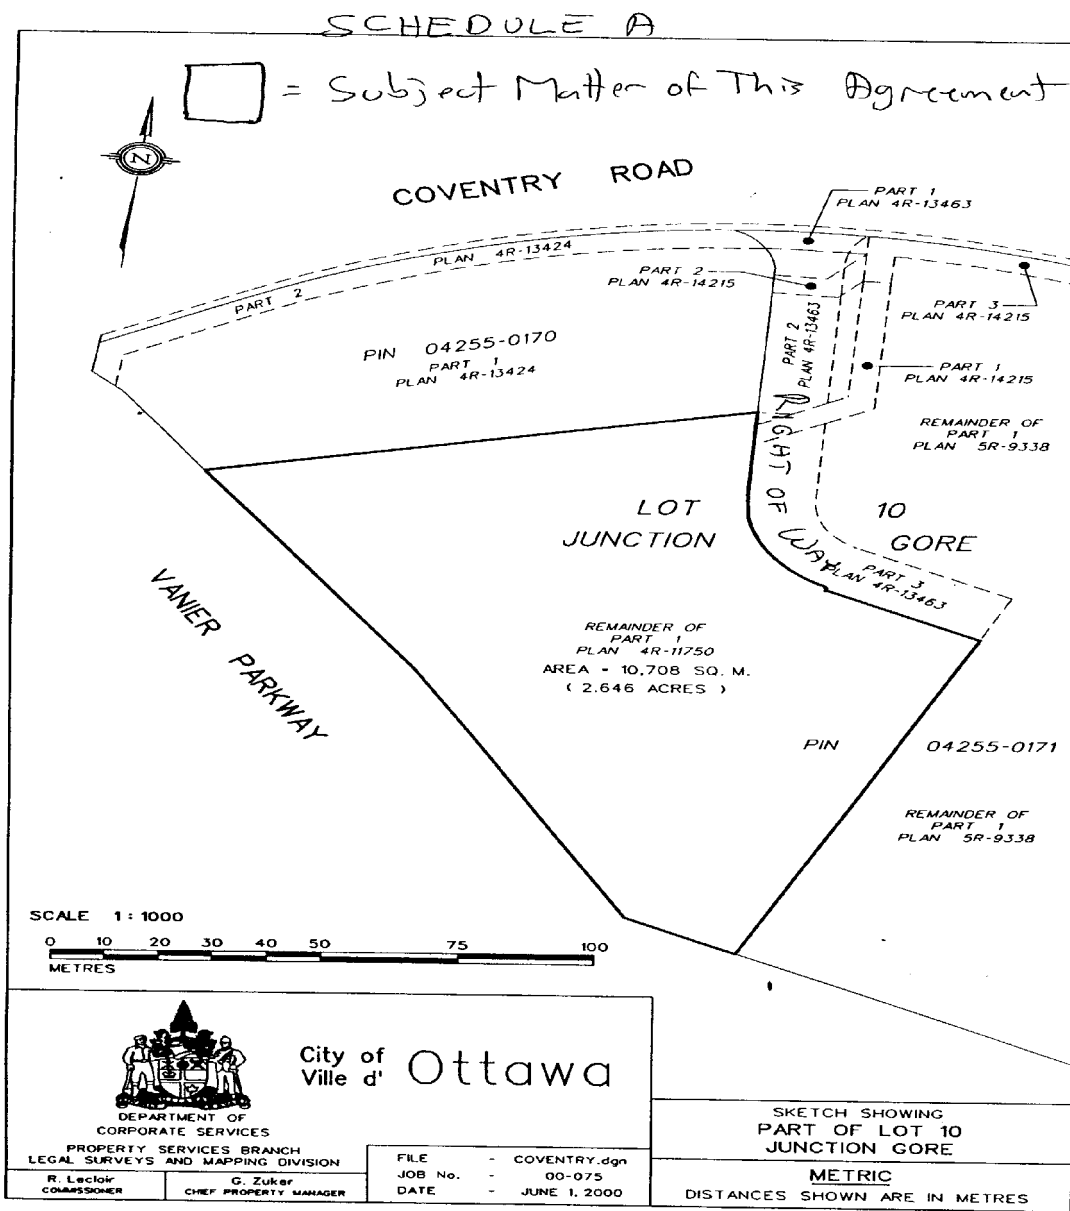 SCHEDULE A
= Subject Matter of This Agreement
N
COVENTRY ROAD
PART 1
PLAN 4R-13463
PLAN 4R-13424
PART 2
PART 2
PLAN 4R-14215
PART 3
PLAN 4R-14215
PIN 04255-0170
PART 1
PLAN 4R-13424
PART 2
PLAN 4R-13463
PART 1
PLAN 4R-14215
REMAINDER OF
PART 1
PLAN 5R-9338
RIGHT OF WAY
LOT 10
JUNCTION GORE
PART 3
PLAN 4R-13463
VANIER PARKWAY
REMAINDER OF
PART 1
PLAN 4R-11750
AREA - 10,708 SQ. M.
( 2.646 ACRES )
PIN 04255-0171
REMAINDER OF
PART 1
PLAN 5R-9338
SCALE 1 : 1000
0 10 20 30 40 50 75 100
METRES
City of
Ville d'
Ottawa
DEPARTMENT OF
CORPORATE SERVICES
PROPERTY SERVICES BRANCH
LEGAL SURVEYS AND MAPPING DIVISION
R. Leclair
COMMISSIONER
G. Zuker
CHIEF PROPERTY MANAGER
FILE - COVENTRY.dgn
JOB No. - 00-075
DATE - JUNE 1, 2000
SKETCH SHOWING
PART OF LOT 10
JUNCTION GORE
METRIC
DISTANCES SHOWN ARE IN METRES